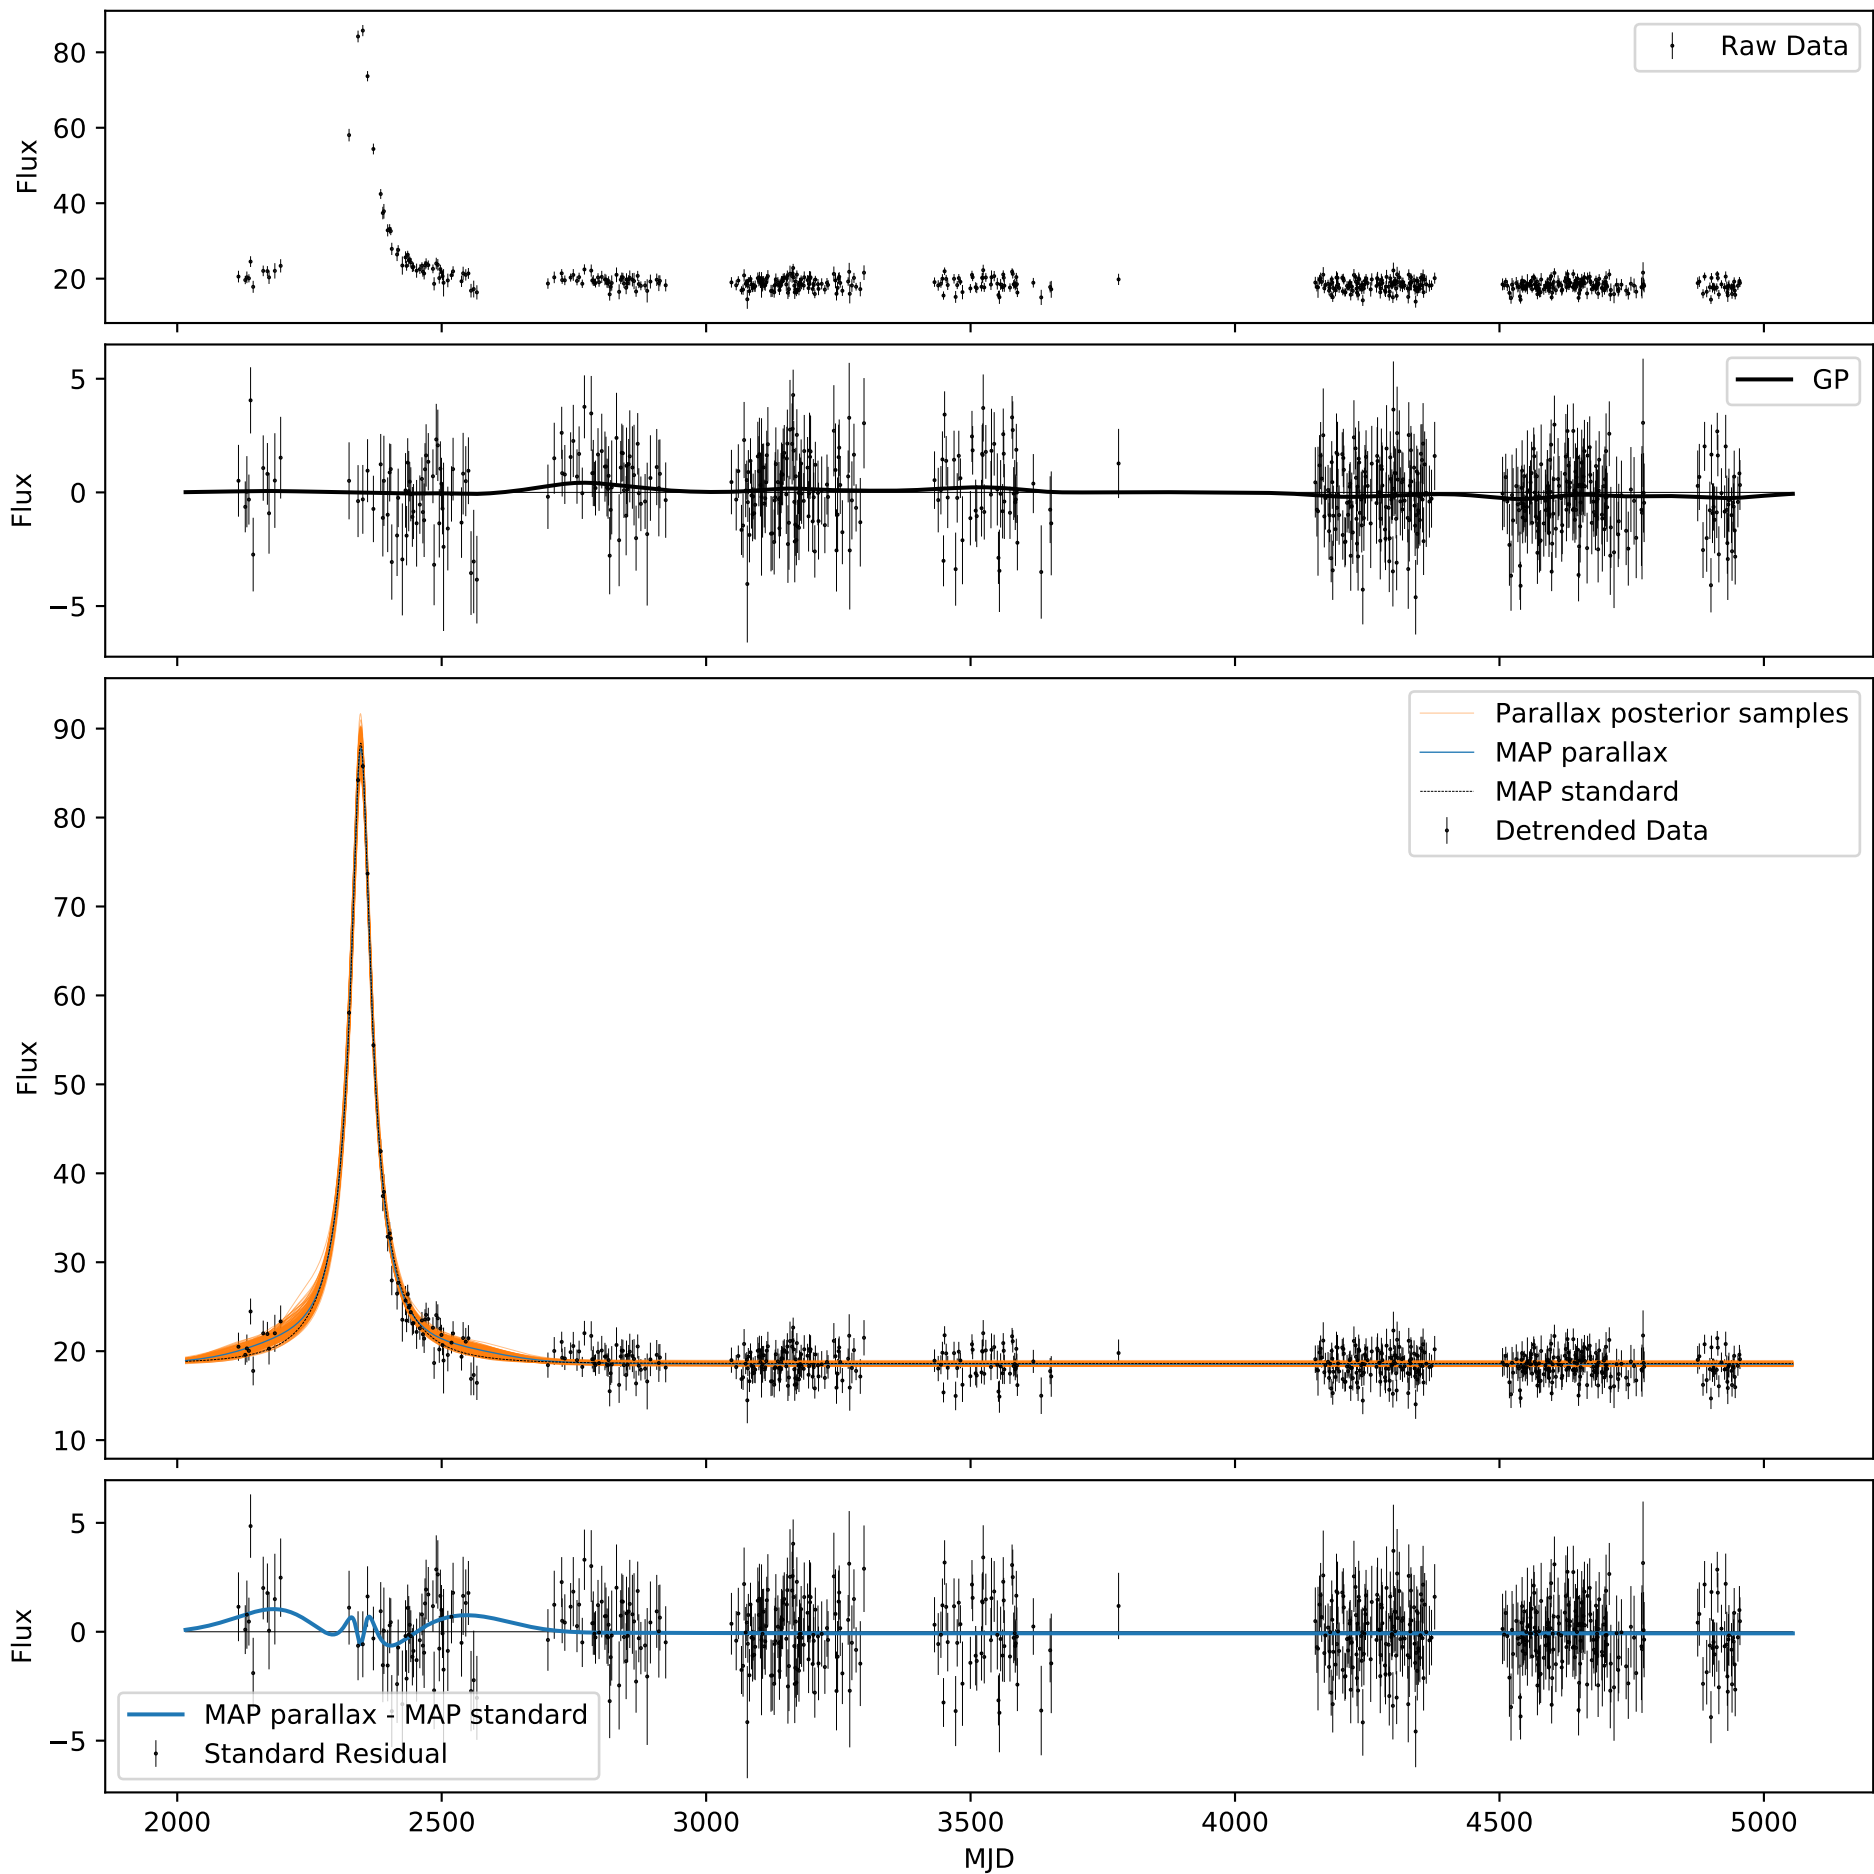 80
60
40
20
Flux
Raw Data
5
0
−5
Flux
GP
90
80
70
60
50
40
30
20
10
Flux
Parallax posterior samples
MAP parallax
MAP standard
Detrended Data
5
0
−5
Flux
MAP parallax - MAP standard
Standard Residual
2000 2500 3000 3500 4000 4500 5000
MJD